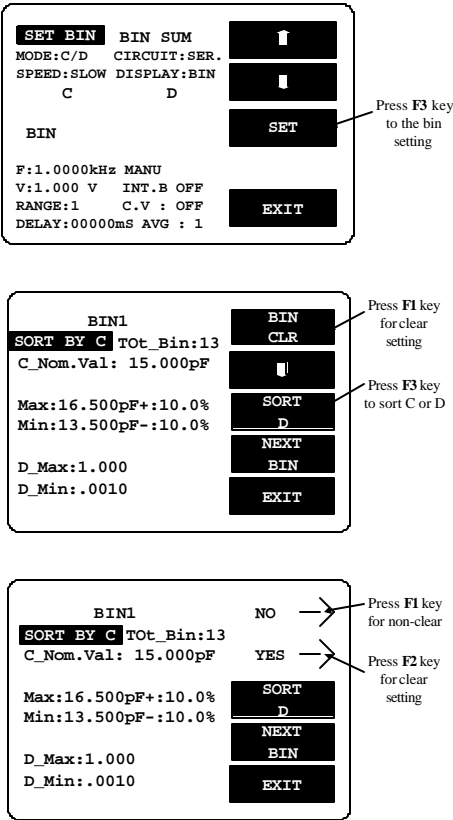 SET BIN BIN SUM
MODE:C/D CIRCUIT:SER.
SPEED:SLOW DISPLAY:BIN
C D
BIN
F:1.0000kHz MANU
V:1.000 V INT.B OFF
RANGE:1 C.V : OFF
DELAY:00000mS AVG : 1
SET
EXIT
Press F3 key
to the bin
setting
BIN1
SORT BY C TOt_Bin:13
C_Nom.Val: 15.000pF
Max:16.500pF+:10.0%
Min:13.500pF-:10.0%
D_Max:1.000
D_Min:.0010
BIN
CLR
SORT
D
NEXT
BIN
EXIT
Press F1 key
for clear
setting
Press F3 key
to sort C or D
BIN1
SORT BY C TOt_Bin:13
C_Nom.Val: 15.000pF
Max:16.500pF+:10.0%
Min:13.500pF-:10.0%
D_Max:1.000
D_Min:.0010
NO
YES
SORT
D
NEXT
BIN
EXIT
Press F1 key
for non-clear
Press F2 key
for clear
setting